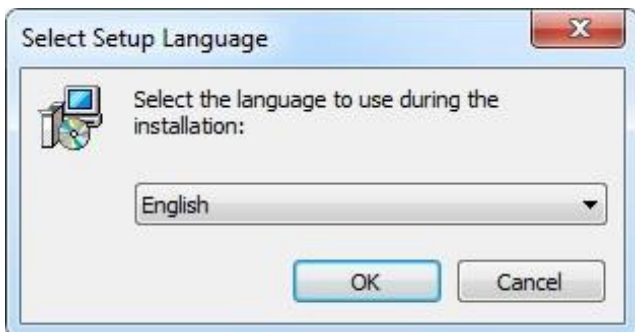 Select Setup Language
Select the language to use during the
installation:
English
OK
Cancel